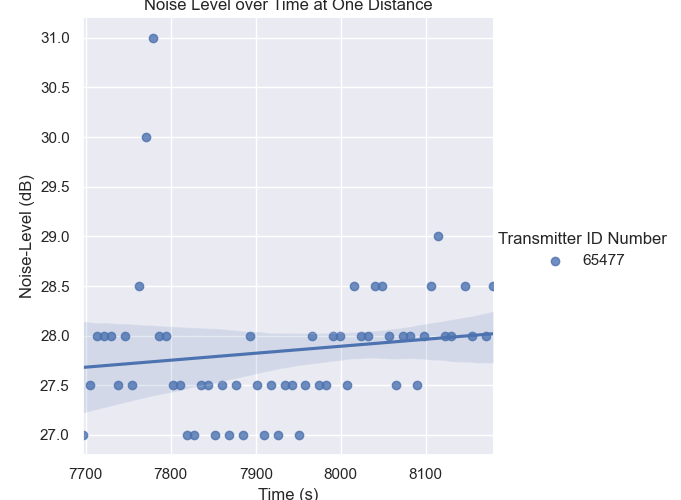 Noise Level over Time at One Distance
31.0
30.5
30.0
29.5
29.0
28.5
28.0
27.5
27.0
Noise-Level (dB)
7700 7800 7900 8000 8100
Time (s)
Transmitter ID Number
65477